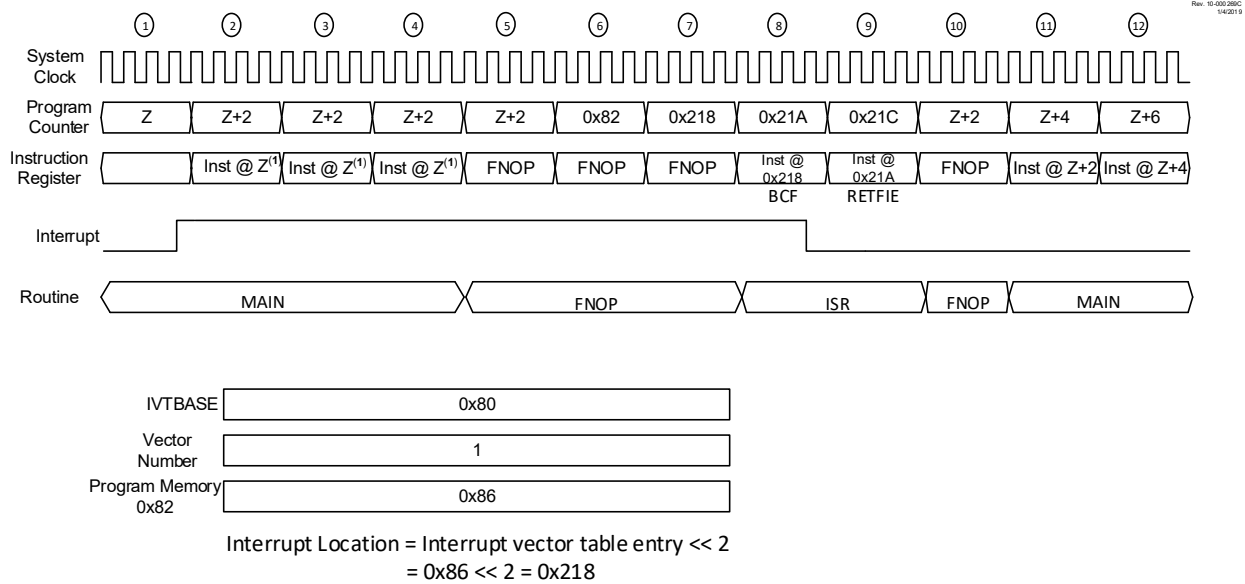 Rev. 10-000269C
1/4/2019
1 2 3 4 5 6 7 8 9 10 11 12
System
Clock
Program
Counter
Z Z+2 Z+2 Z+2 Z+2 0x82 0x218 0x21A 0x21C Z+2 Z+4 Z+6
Instruction
Register
Inst @ Z(1) Inst @ Z(1) Inst @ Z(1) FNOP FNOP FNOP Inst @ 0x218 Inst @ 0x21A FNOP Inst @ Z+2 Inst @ Z+4
BCF RETFIE
Interrupt
Routine MAIN FNOP ISR FNOP MAIN
IVTBASE 0x80
Vector
Number
1
Program Memory
0x82
0x86
Interrupt Location = Interrupt vector table entry << 2
= 0x86 << 2 = 0x218